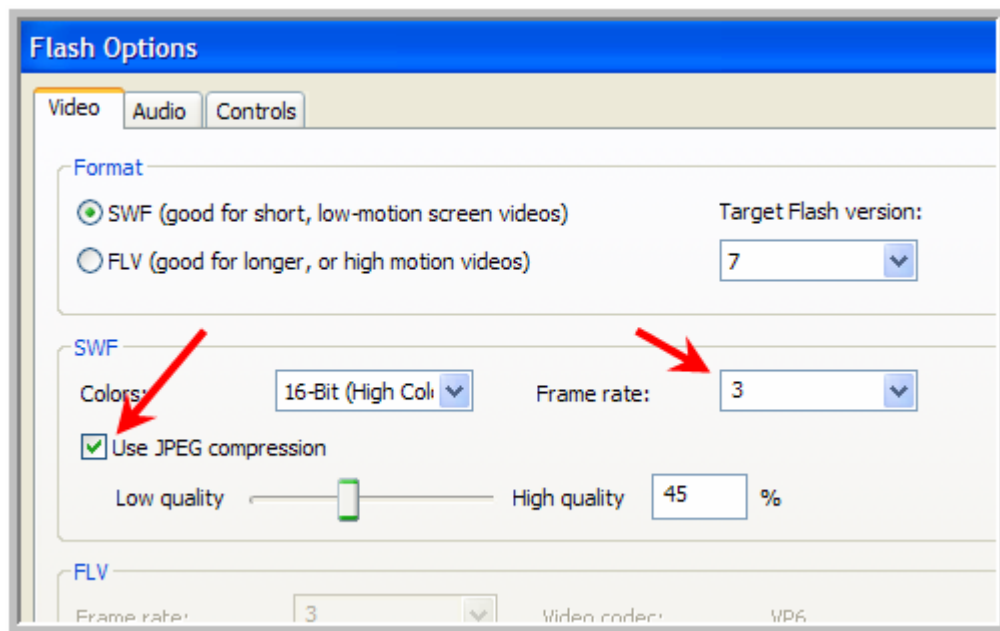 Flash Options
Video Audio Controls
Format
SWF (good for short, low-motion screen videos) Target Flash version:
FLV (good for longer, or high motion videos) 7
SWF
Colors: 16-Bit (High Col Frame rate: 3
Use JPEG compression
Low quality High quality 45 %
FLV
Frame rate: 3 Video codec: VP6